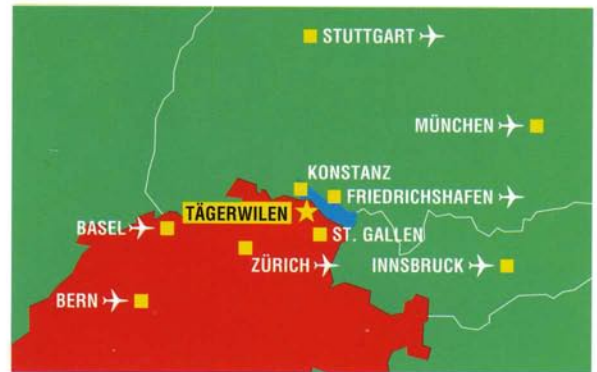 STUTTGART
MÜNCHEN
KONSTANZ
FRIEDRICHSHAFEN
TÄGERWILEN
BASEL
ST. GALLEN
ZÜRICH
INNSBRUCK
BERN